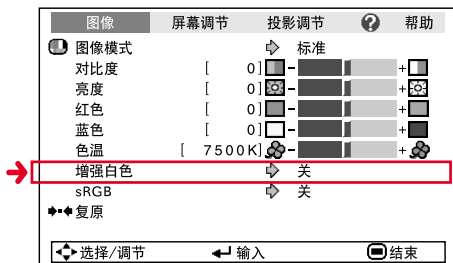 图像 屏幕调节 投影调节 ? 帮助
图像模式 标准
对比度 [ 0] - +
亮度 [ 0] - +
红色 [ 0] - +
蓝色 [ 0] - +
色温 [ 7500K] - +
增强白色 关
sRGB 关
复原
选择/调节 输入 结束